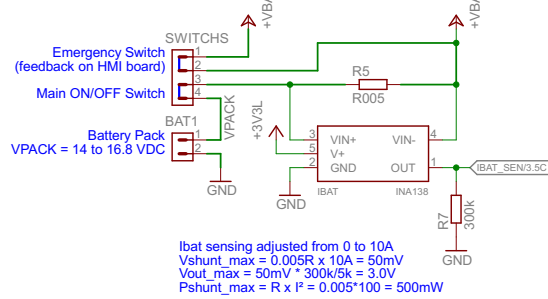 +VBA
+VBA
SWITCHS
Emergency Switch
(feedback on HMI board)
1
2
3
4
Main ON/OFF Switch
R5
R005
BAT1
VPACK
+3V3L
Battery Pack
VPACK = 14 to 16.8 VDC
1
2
3 VIN+ VIN- 4
5 V+
2 GND OUT 1
IBAT INA138
IBAT_SEN/3.5C
GND
GND
R7
300k
GND
Ibat sensing adjusted from 0 to 10A
Vshunt_max = 0.005R x 10A = 50mV
Vout_max = 50mV * 300k/5k = 3.0V
Pshunt_max = R x I² = 0.005*100 = 500mW